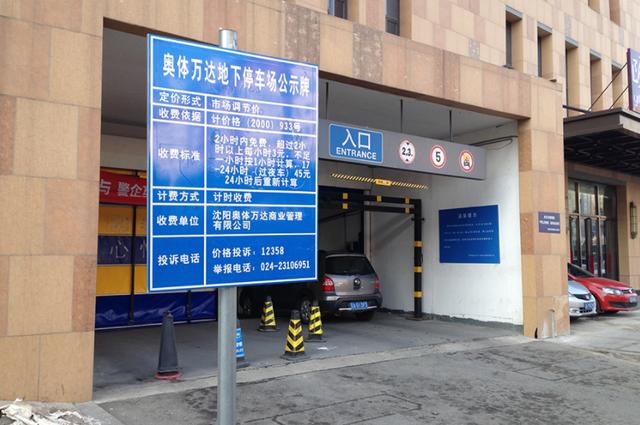 奥体万达地下停车场公示牌
定价形式 市场调节价
收费依据 计价格（2000）933号
收费标准 2小时内免费，超过2小
时以上每小时3元，不足
一小时按1小时计算，17
-24小时（过夜车）45元
24小时后重新计算
计费方式 计时收费
收费单位 沈阳奥体万达商业管理
有限公司
投诉电话 价格投诉：12358
举报电话：024-23106951
入口
ENTRANCE
2.3
5
与 警企
心